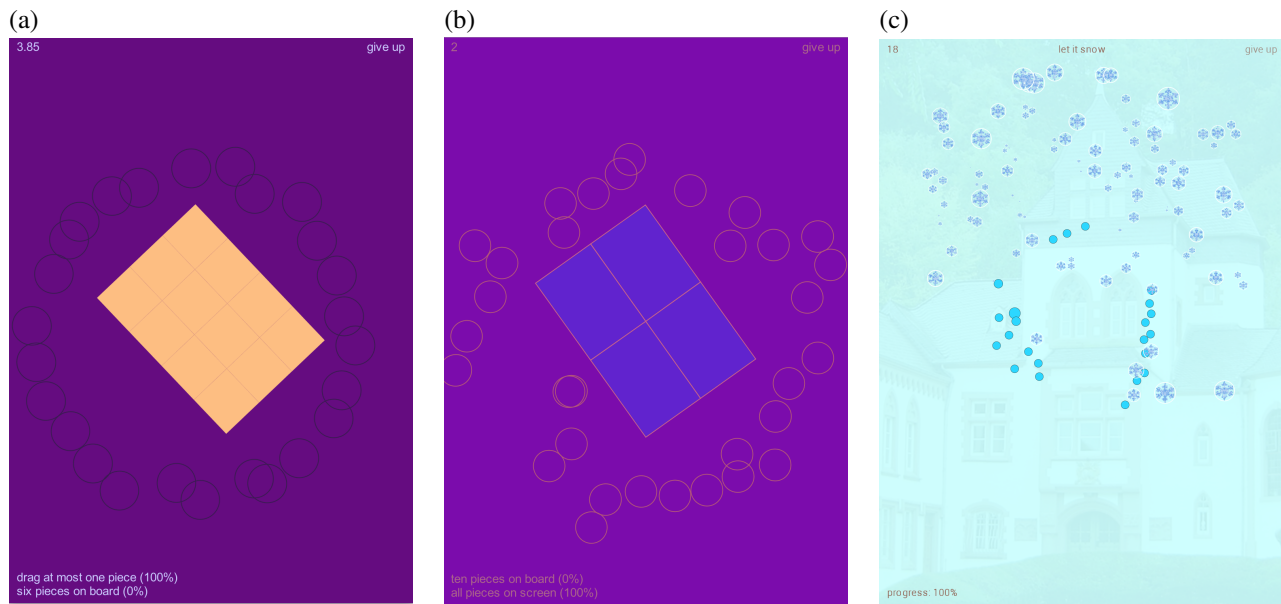 (a)
(b)
(c)
3.85
give up
2
give up
18
let it snow
give up
drag at most one piece (100%)
six pieces on board (0%)
ten pieces on board (0%)
all pieces on screen (100%)
progress: 100%